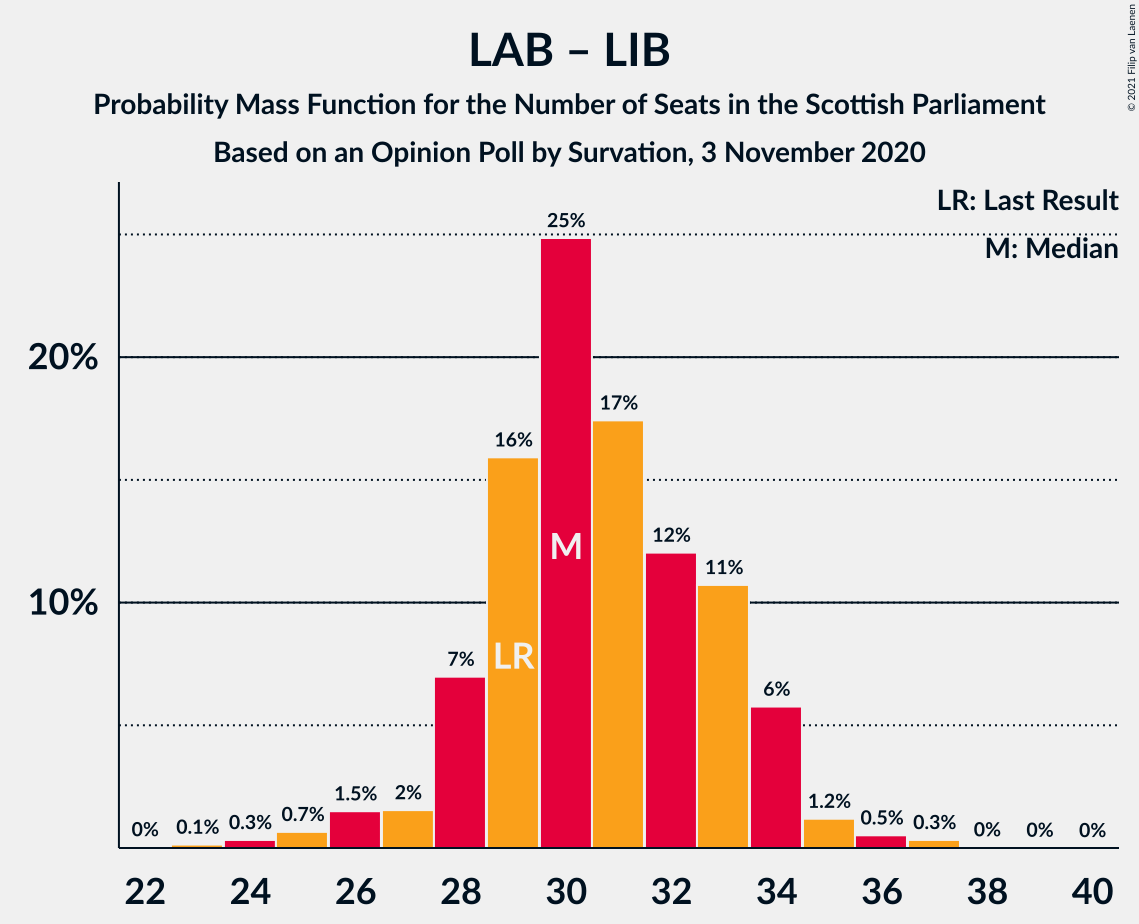 LAB – LIB
Probability Mass Function for the Number of Seats in the Scottish Parliament
Based on an Opinion Poll by Survation, 3 November 2020
© 2021 Filip van Laenen
LR: Last Result
M: Median
20%
10%
0%
0.1%
0.3%
0.7%
1.5%
2%
7%
16%
25%
17%
12%
11%
6%
1.2%
0.5%
0.3%
0%
0%
0%
LR
M
22 24 26 28 30 32 34 36 38 40